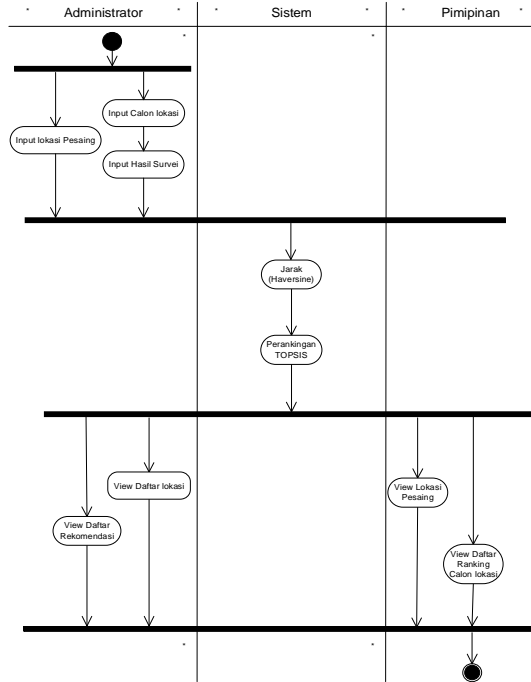 Administrator
Sistem
Pimipinan
Input Calon lokasi
Input lokasi Pesaing
Input Hasil Survei
Jarak
(Haversine)
Perankingan
TOPSIS
View Daftar lokasi
View Lokasi
Pesaing
View Daftar
Rekomendasi
View Daftar
Ranking
Calon lokasi